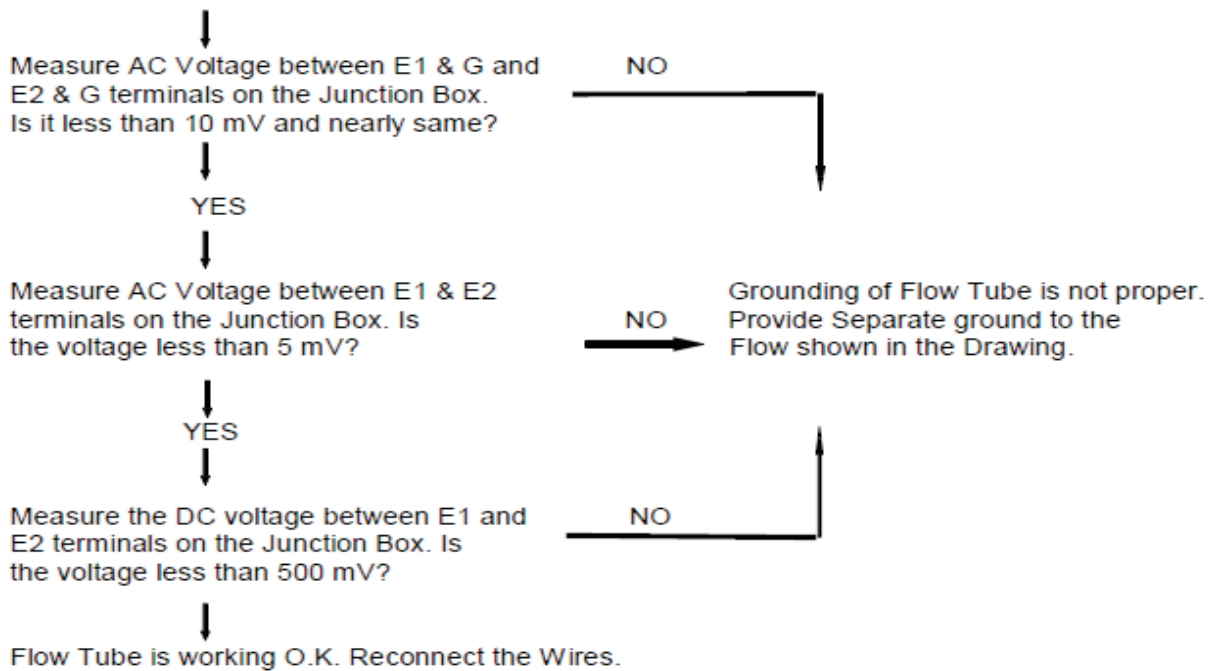 Measure AC Voltage between E1 & G and
E2 & G terminals on the Junction Box.
Is it less than 10 mV and nearly same?
NO
YES
Measure AC Voltage between E1 & E2
terminals on the Junction Box. Is
the voltage less than 5 mV?
NO
Grounding of Flow Tube is not proper.
Provide Separate ground to the
Flow shown in the Drawing.
YES
Measure the DC voltage between E1 and
E2 terminals on the Junction Box. Is
the voltage less than 500 mV?
NO
Flow Tube is working O.K. Reconnect the Wires.